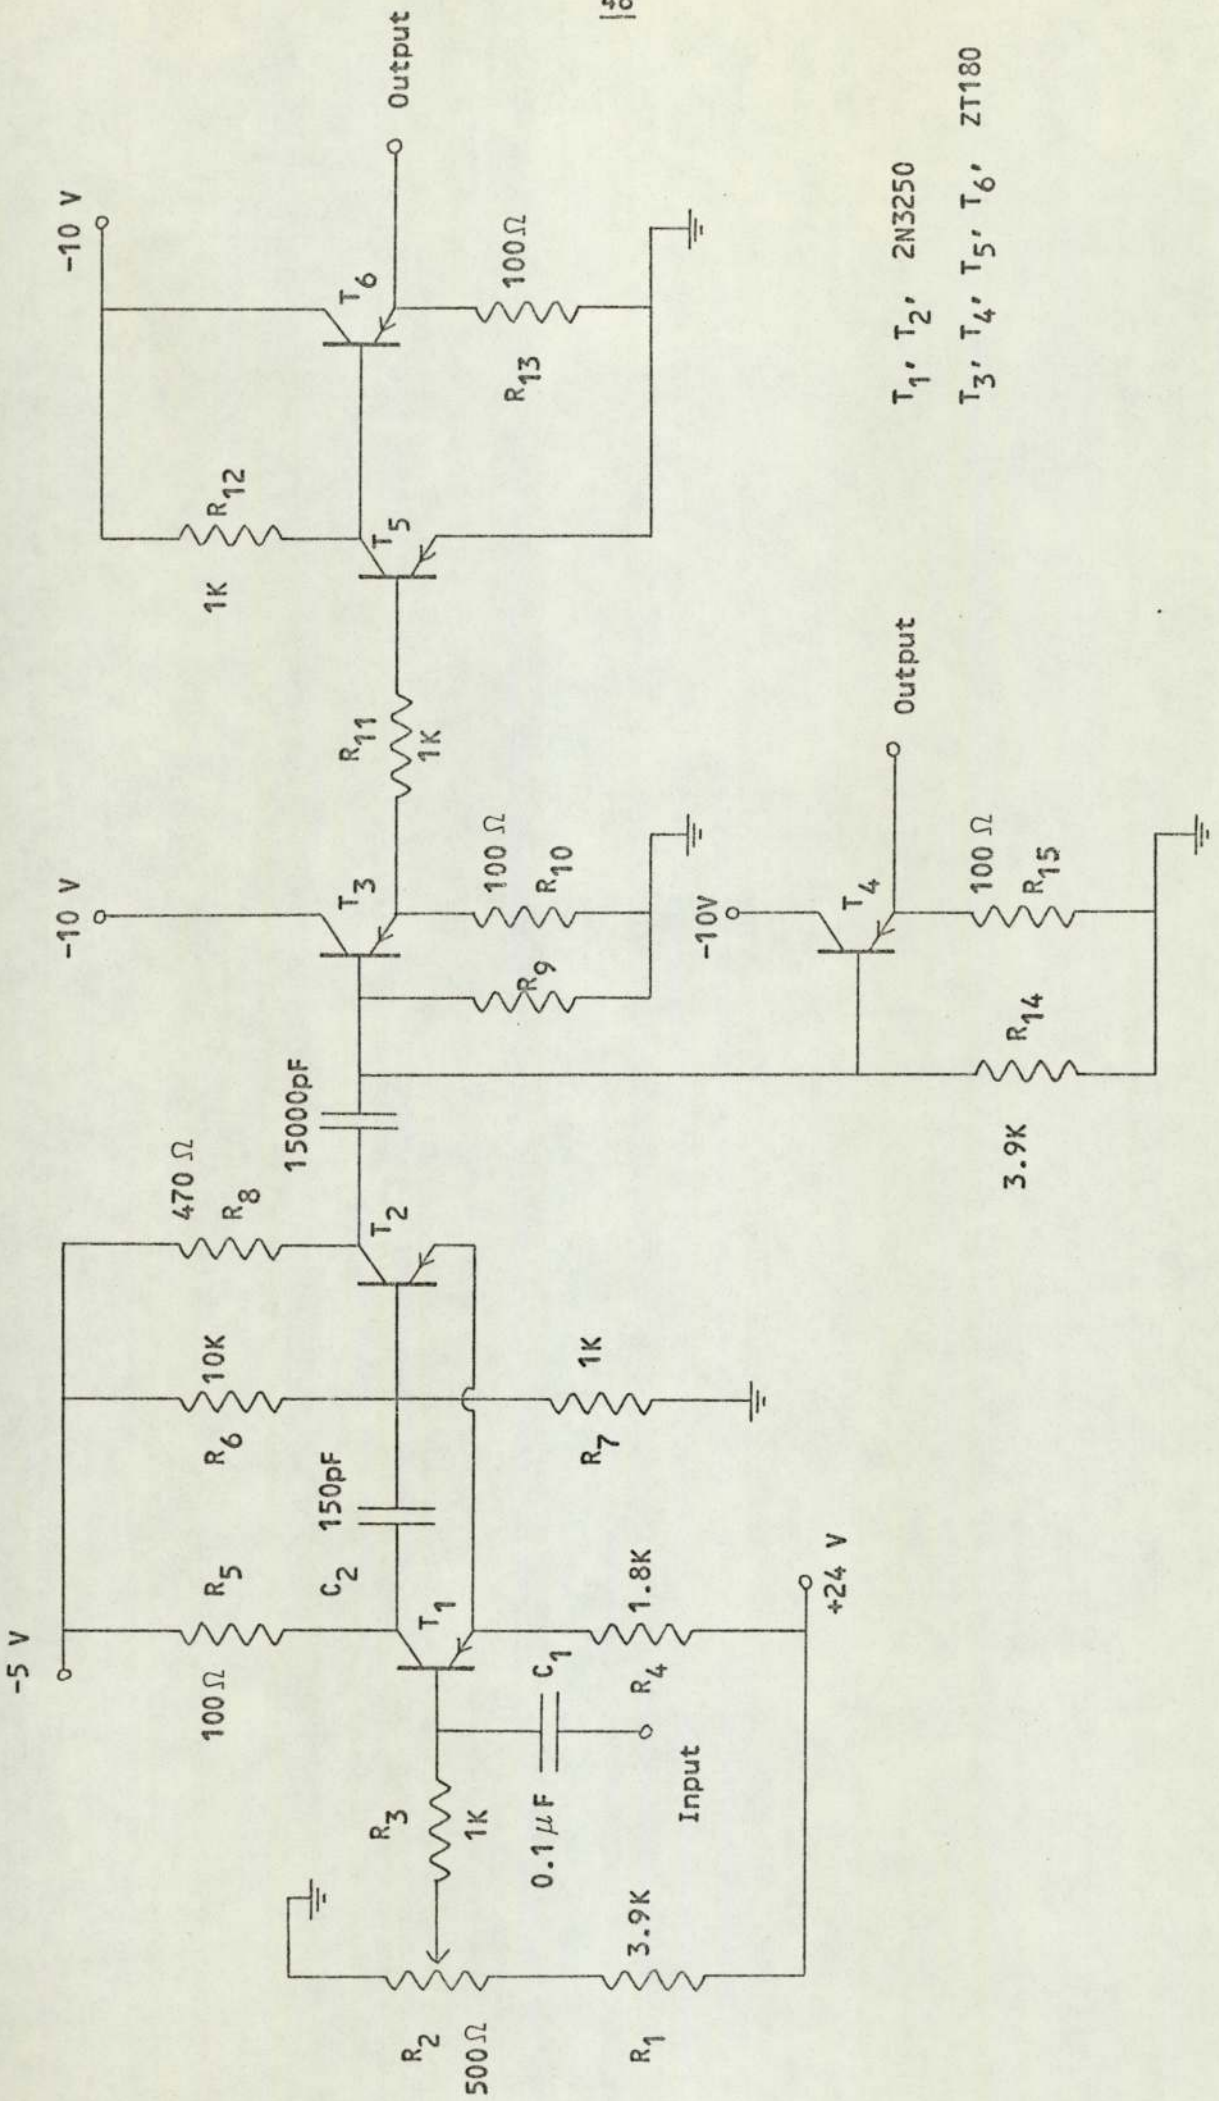 -5 V
-10 V
-10 V
470 Ω
R8
10K
R6
R5
100Ω
15000pF
1K
R12
150pF
C2
T1
T2
T3
T5
T6
Output
R3
1K
R11
1K
R2
500Ω
0.1µF
C1
1.8K
R4
Input
R7
1K
R9
100 Ω
R10
R13
100Ω
3.9K
R1
+24 V
-10V
T4
Output
3.9K
R14
100 Ω
R15
T1, T2, 2N3250
T3, T4, T5, T6, ZT180